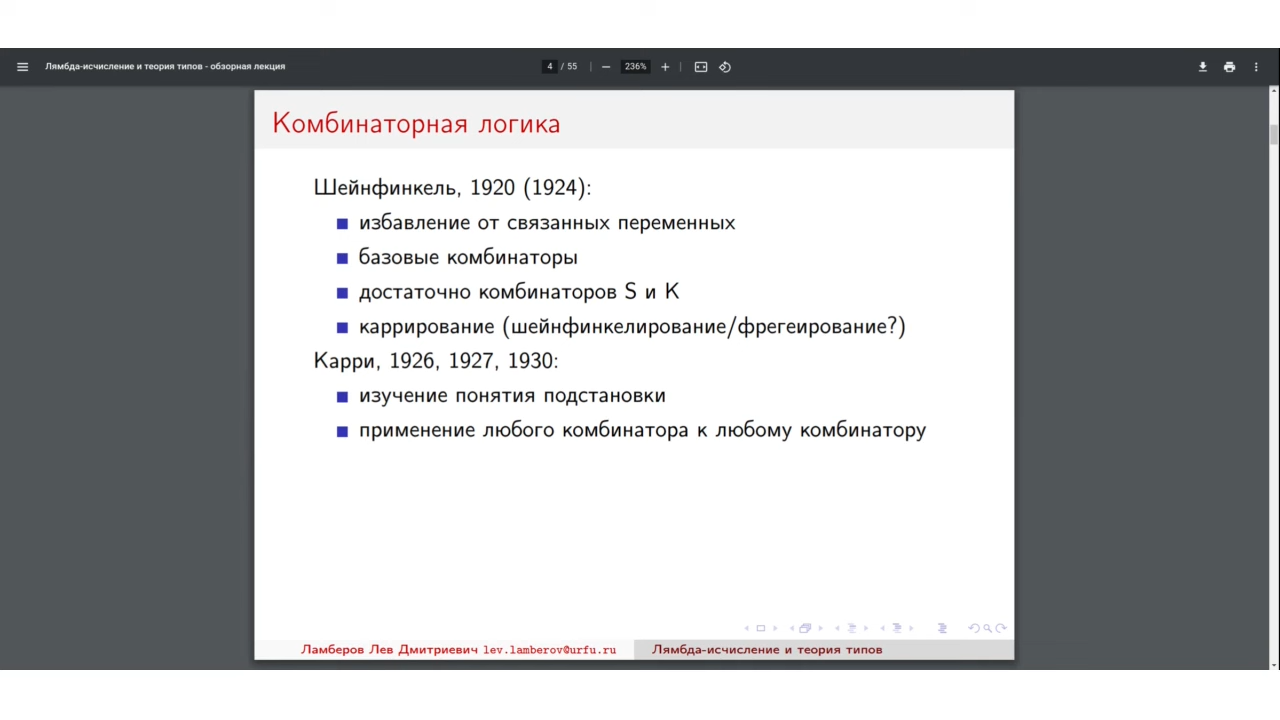 Лямбда-исчисление и теория типов - обзорная лекция
4 / 55
236%
Комбинаторная логика
Шейнфинкель, 1920 (1924):
избавление от связанных переменных
базовые комбинаторы
достаточно комбинаторов S и K
каррирование (шейнфинкелирование/фрегеирование?)
Карри, 1926, 1927, 1930:
изучение понятия подстановки
применение любого комбинатора к любому комбинатору
Ламберов Лев Дмитриевич lev.lamberov@urfu.ru
Лямбда-исчисление и теория типов